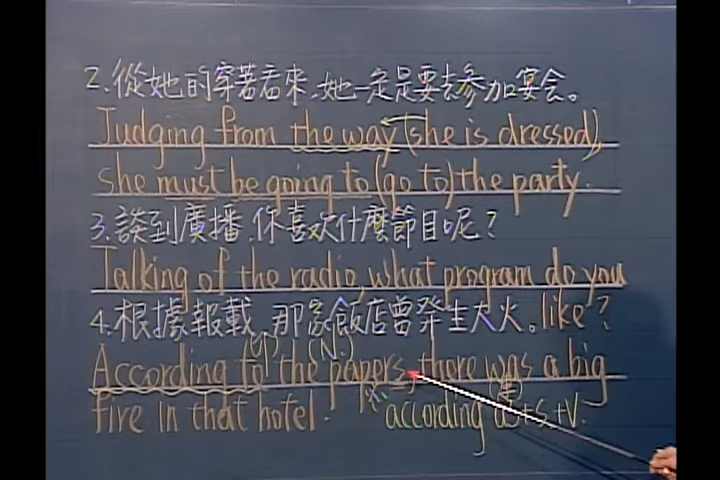 2.從她的穿著看來,她一定是要去參加宴会。
Judging from the way (she is dressed),
she must be going to (go to) the party.
3.談到廣播,你喜欢什麼節目呢?
Talking of the radio, what program do you
like?
4.根據報載,那家飯店曾發生大火。
(介) (N.)
According to the papers, there was a big
fire in that hotel.
according as+S+V.